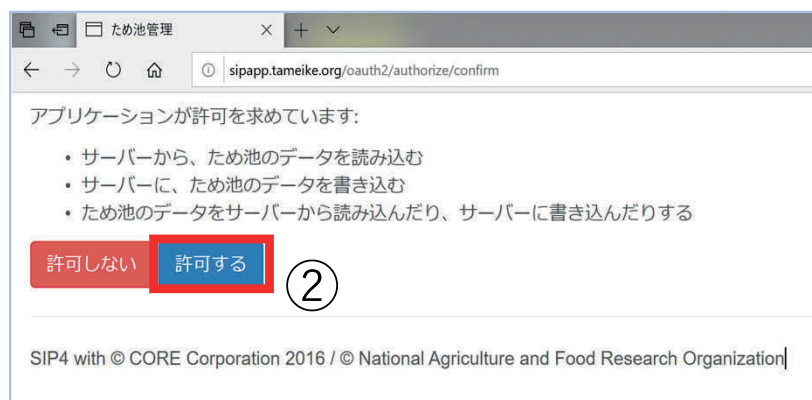 ため池管理
sipapp.tameike.org/oauth2/authorize/confirm
アプリケーションが許可を求めています:
• サーバーから、ため池のデータを読み込む
• サーバーに、ため池のデータを書き込む
• ため池のデータをサーバーから読み込んだり、サーバーに書き込んだりする
許可しない 許可する ②
SIP4 with © CORE Corporation 2016 / © National Agriculture and Food Research Organization